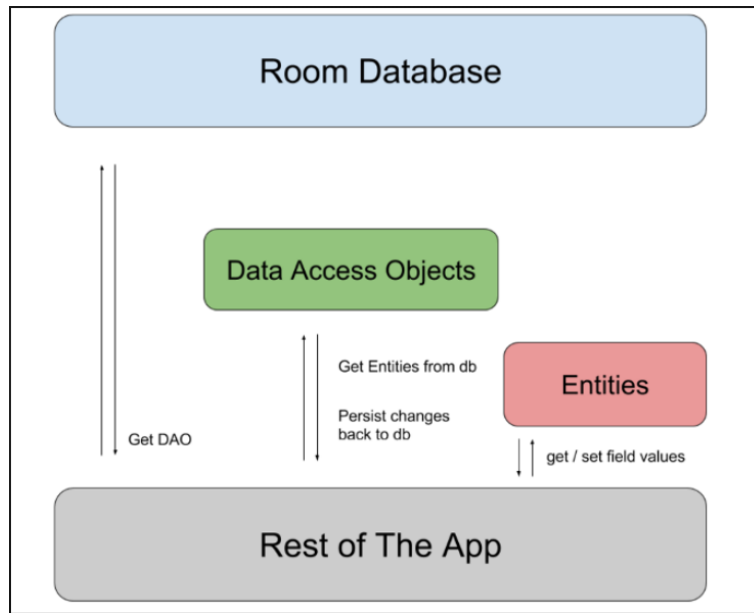 Room Database
Data Access Objects
Get Entities from db
Entities
Persist changes
back to db
Get DAO
get / set field values
Rest of The App